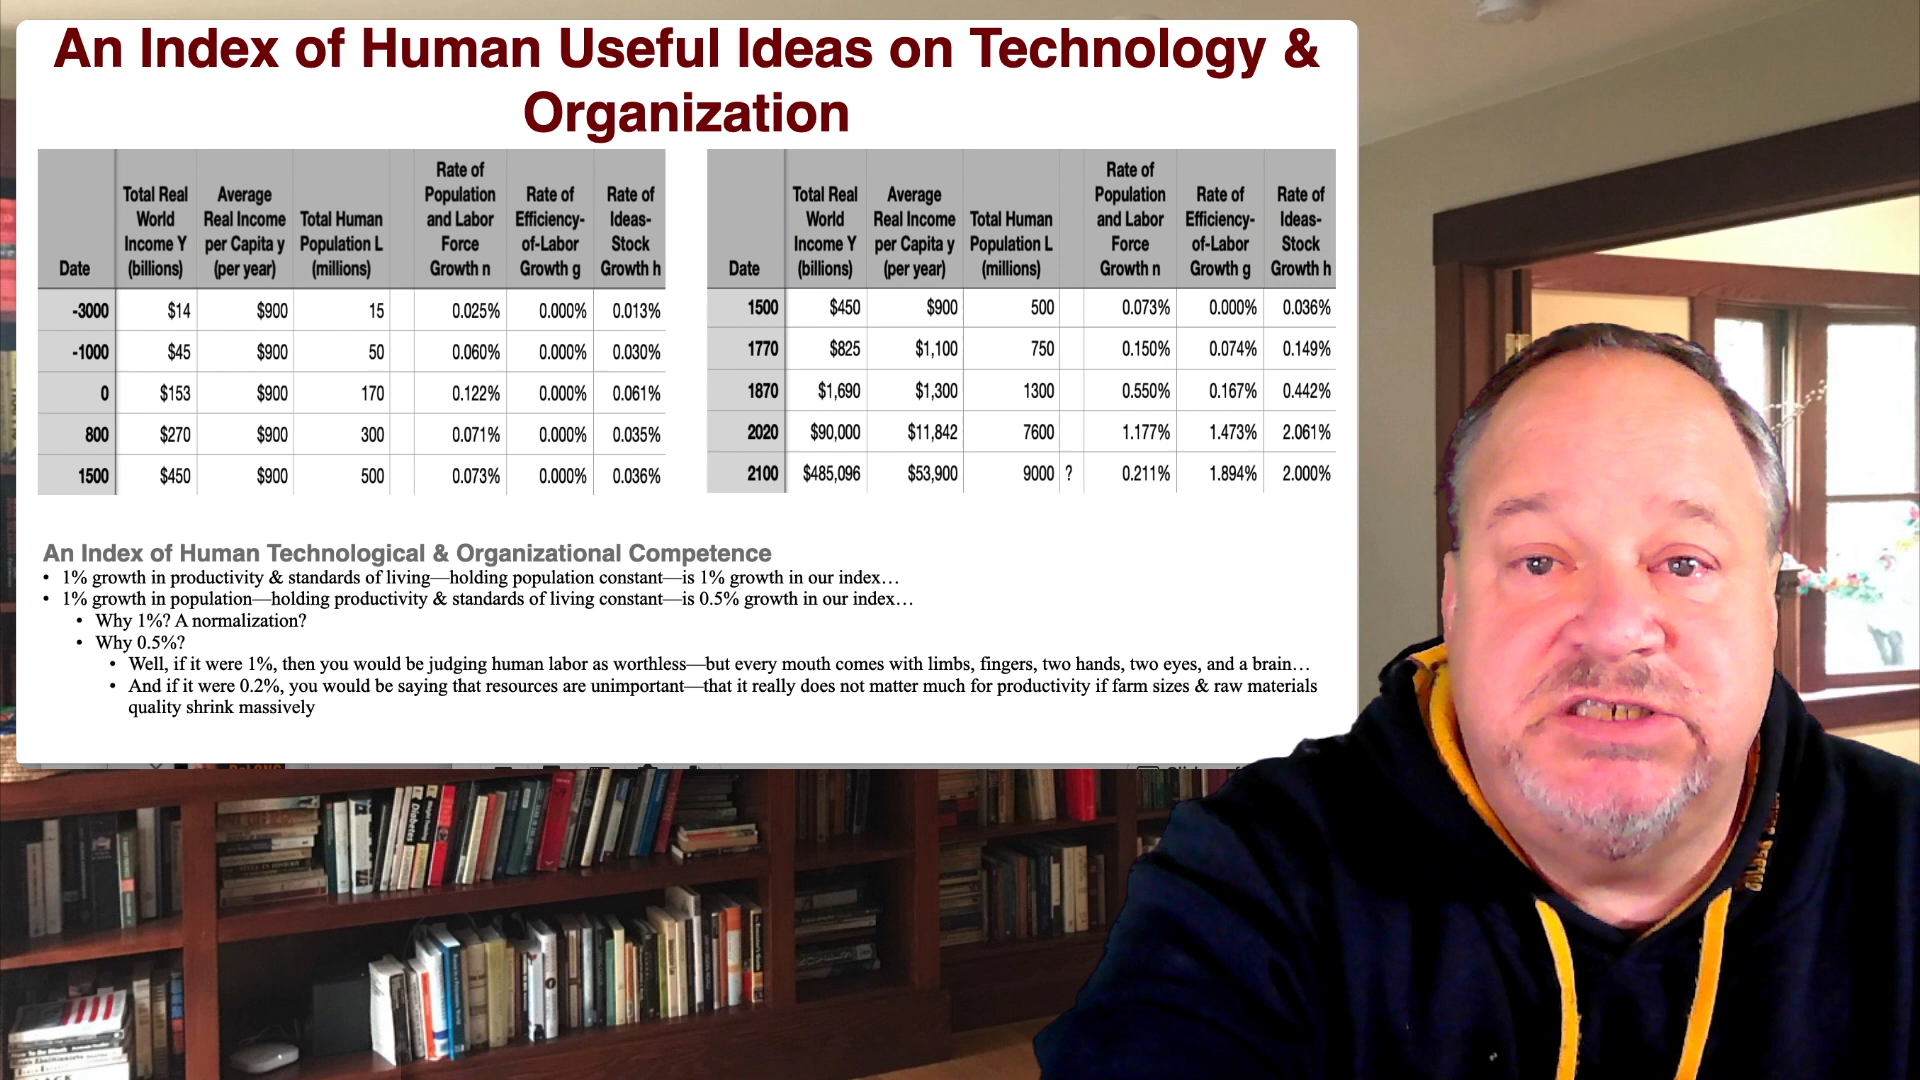 An Index of Human Useful Ideas on Technology &
Organization
Date | Total Real World Income Y (billions) | Average Real Income per Capita y (per year) | Total Human Population L (millions) | Rate of Population and Labor Force Growth n | Rate of Efficiency-of-Labor Growth g | Rate of Ideas-Stock Growth h
-3000 $14 $900 15 0.025% 0.000% 0.013%
-1000 $45 $900 50 0.060% 0.000% 0.030%
0 $153 $900 170 0.122% 0.000% 0.061%
800 $270 $900 300 0.071% 0.000% 0.035%
1500 $450 $900 500 0.073% 0.000% 0.036%
Date | Total Real World Income Y (billions) | Average Real Income per Capita y (per year) | Total Human Population L (millions) | Rate of Population and Labor Force Growth n | Rate of Efficiency-of-Labor Growth g | Rate of Ideas-Stock Growth h
1500 $450 $900 500 0.073% 0.000% 0.036%
1770 $825 $1,100 750 0.150% 0.074% 0.149%
1870 $1,690 $1,300 1300 0.550% 0.167% 0.442%
2020 $90,000 $11,842 7600 1.177% 1.473% 2.061%
2100 $485,096 $53,900 9000 ? 0.211% 1.894% 2.000%
An Index of Human Technological & Organizational Competence
• 1% growth in productivity & standards of living—holding population constant—is 1% growth in our index…
• 1% growth in population—holding productivity & standards of living constant—is 0.5% growth in our index…
• Why 1%? A normalization?
• Why 0.5%?
• Well, if it were 1%, then you would be judging human labor as worthless—but every mouth comes with limbs, fingers, two hands, two eyes, and a brain…
• And if it were 0.2%, you would be saying that resources are unimportant—that it really does not matter much for productivity if farm sizes & raw materials
quality shrink massively
Diabetes